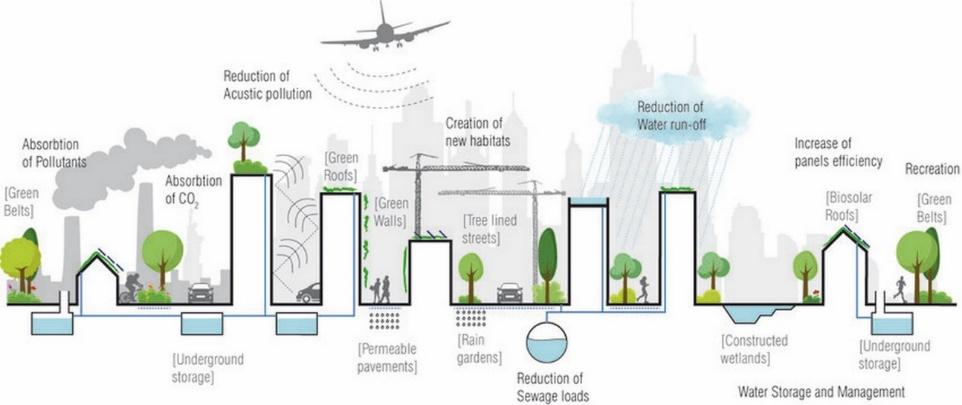 Reduction of
Acustic pollution
Absorbtion
of Pollutants
[Green
Belts]
Absorbtion
of CO2
[Green
Roofs]
[Green
Walls]
Creation of
new habitats
[Tree lined
streets]
Reduction of
Water run-off
Increase of
panels efficiency
[Biosolar
Roofs]
Recreation
[Green
Belts]
[Underground
storage]
[Permeable
pavements]
[Rain
gardens]
Reduction of
Sewage loads
[Constructed
wetlands]
[Underground
storage]
Water Storage and Management